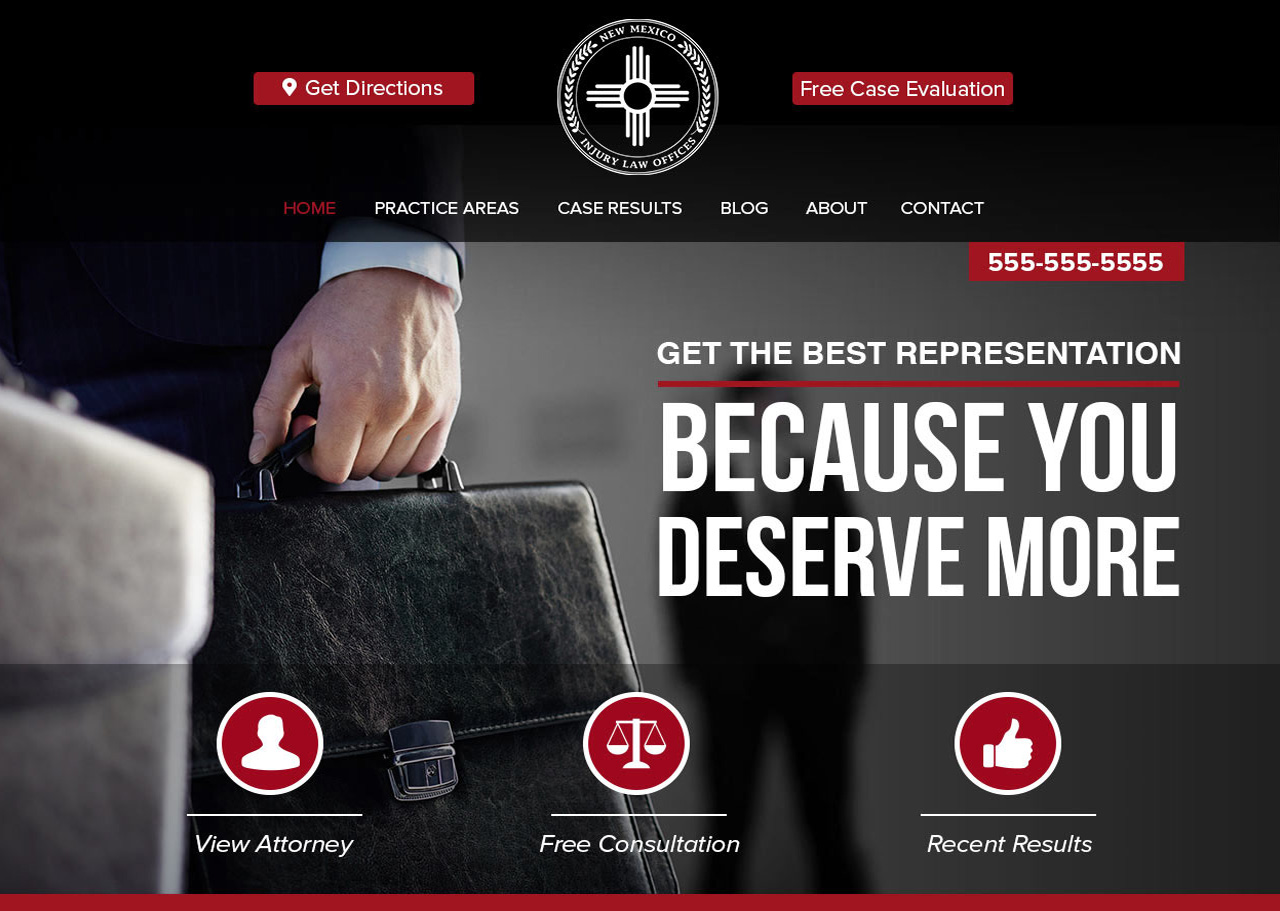 NEW MEXICO
INJURY LAW OFFICES
Get Directions
Free Case Evaluation
HOME PRACTICE AREAS CASE RESULTS BLOG ABOUT CONTACT
555-555-5555
GET THE BEST REPRESENTATION
BECAUSE YOU
DESERVE MORE
View Attorney Free Consultation Recent Results